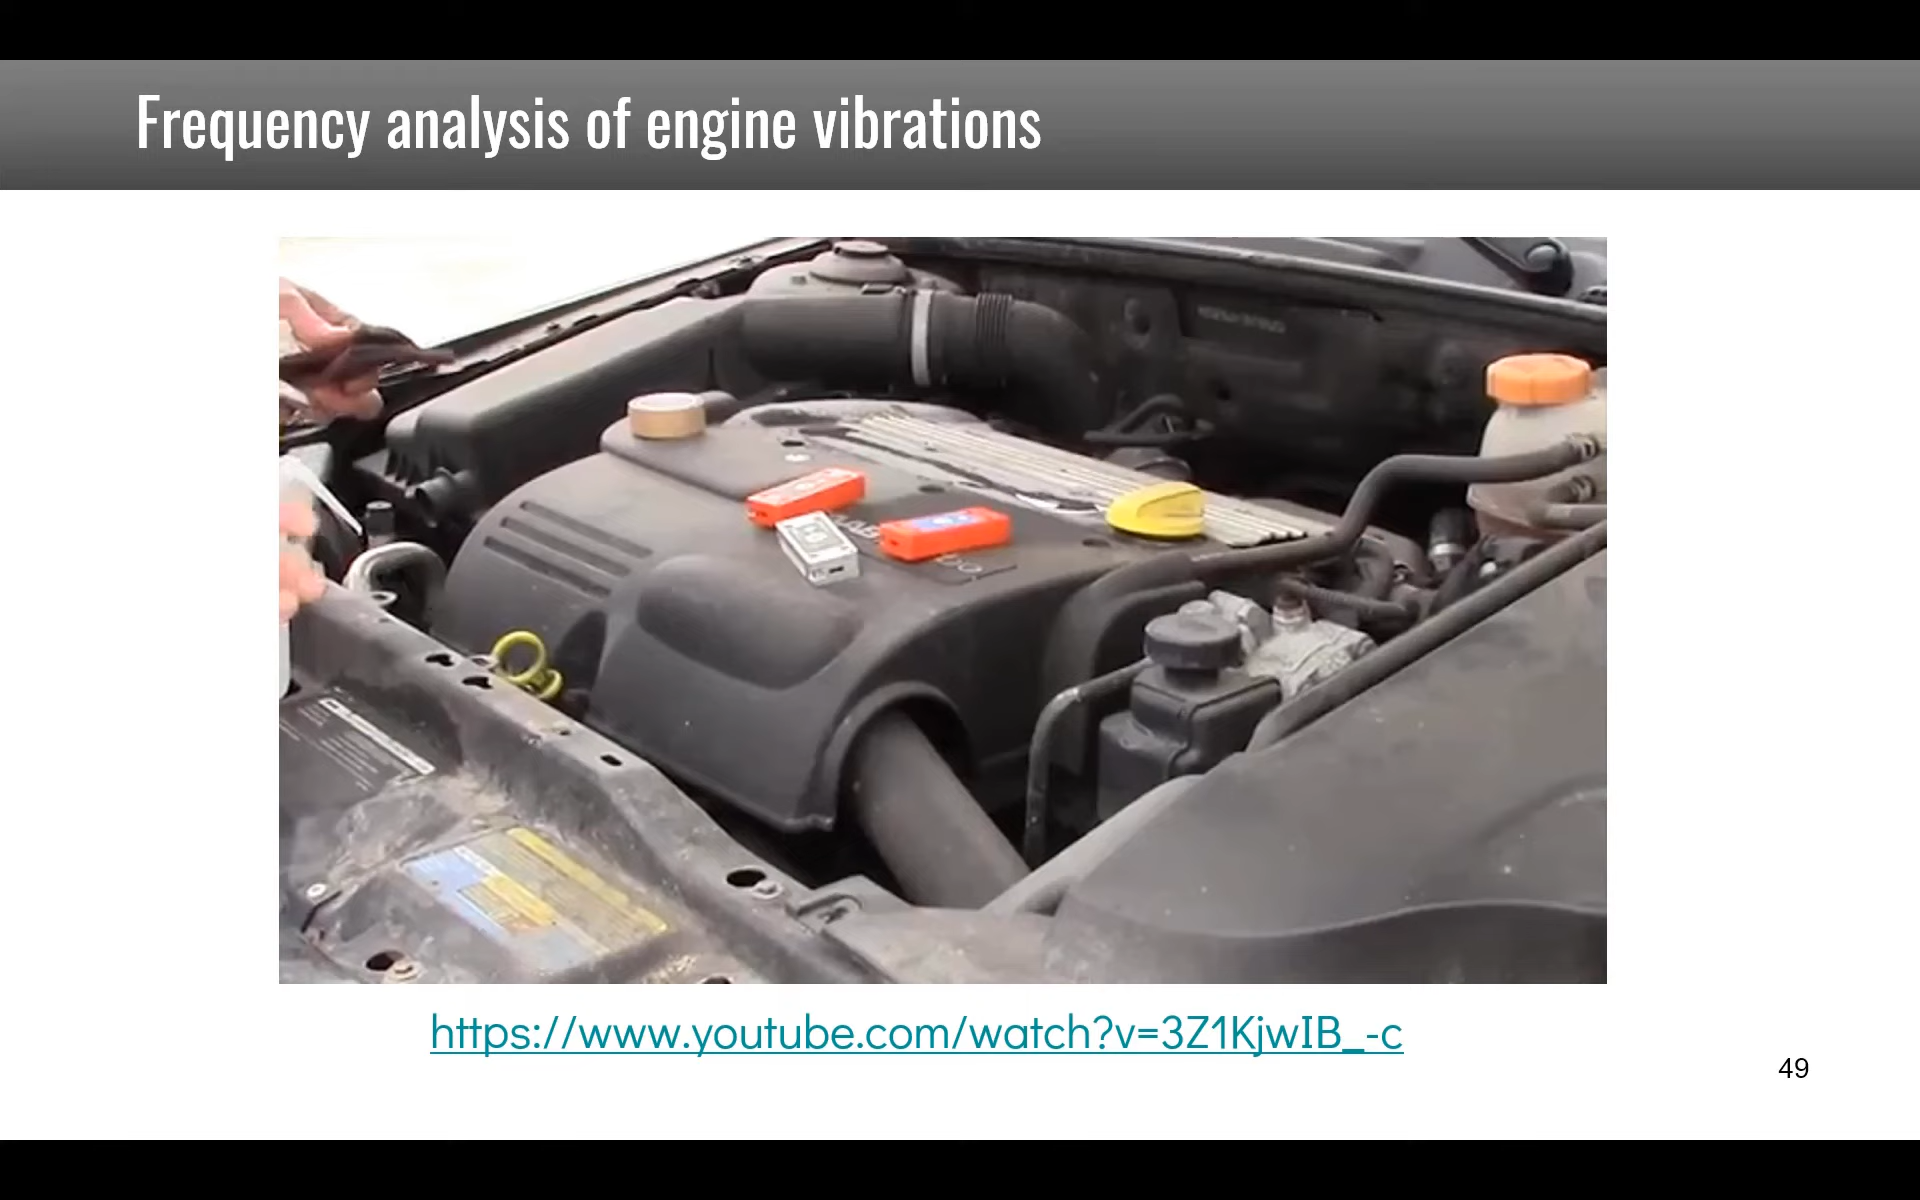 Frequency analysis of engine vibrations
https://www.youtube.com/watch?v=3Z1KjwIB_-c
49